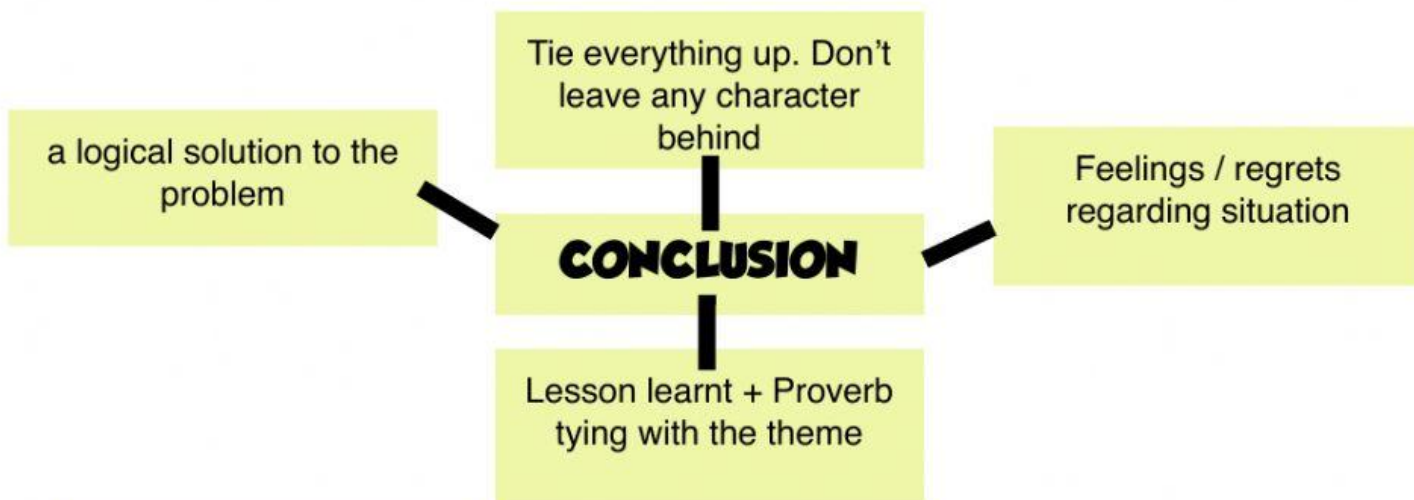 Tie everything up. Don't
leave any character
behind
a logical solution to the
problem
Feelings / regrets
regarding situation
CONCLUSION
Lesson learnt + Proverb
tying with the theme